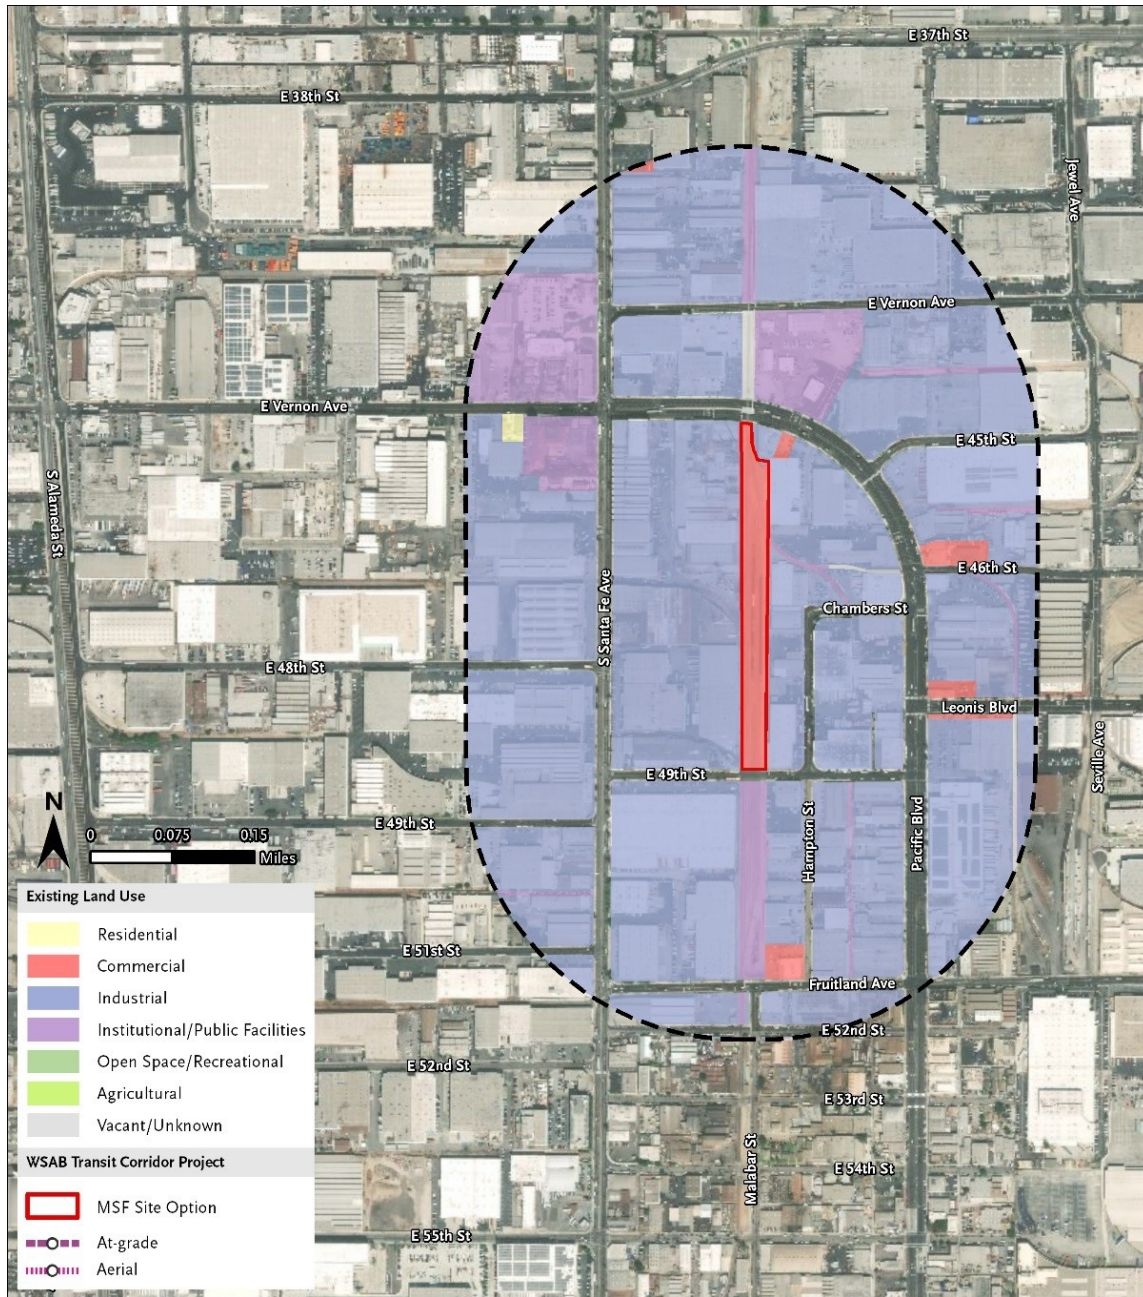 E 37th St
E 38th St
Jewel Ave
E Vernon Ave
E Vernon Ave
E 45th St
S Alameda St
E 46th St
S Santa Fe Ave
Chambers St
E 48th St
Leonis Blvd
Seville Ave
E 49th St
N
0 0.075 0.15
Miles
E 49th St
Hampton St
Pacific Blvd
Existing Land Use
Residential
Commercial
Industrial
Institutional/Public Facilities
Open Space/Recreational
Agricultural
Vacant/Unknown
WSAB Transit Corridor Project
MSF Site Option
At-grade
Aerial
E 51st St
Fruitland Ave
E 52nd St
E 52nd St
E 53rd St
Malabar St
E 54th St
E 55th St